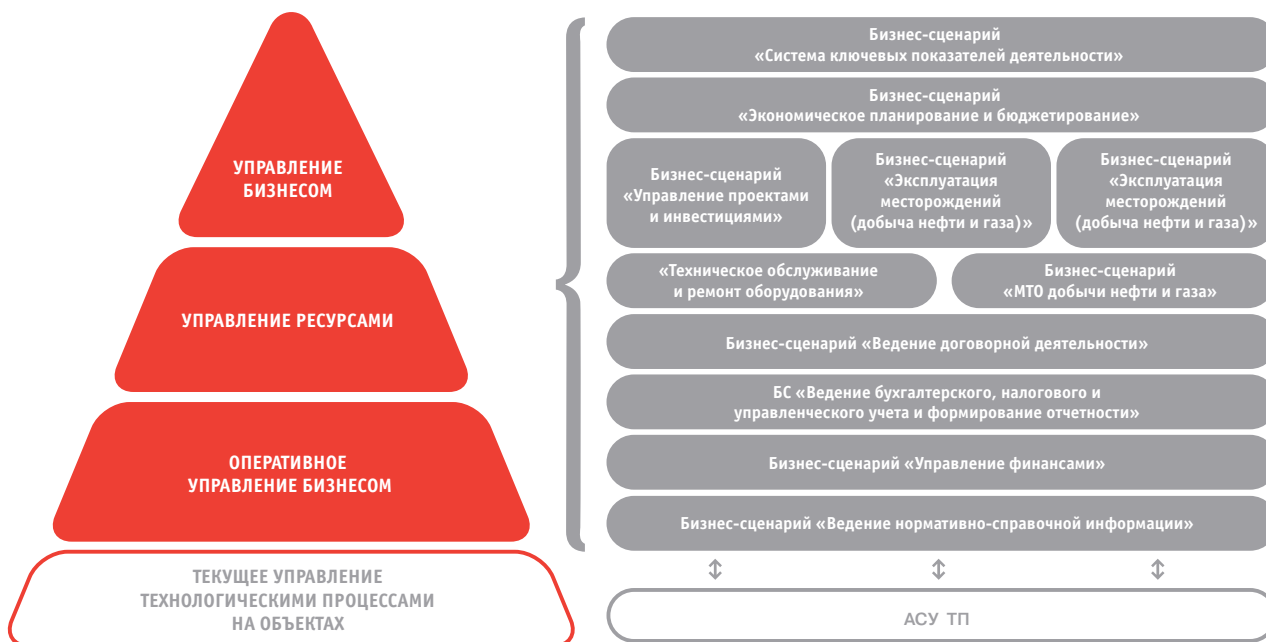 УПРАВЛЕНИЕ
БИЗНЕСОМ
УПРАВЛЕНИЕ РЕСУРСАМИ
ОПЕРАТИВНОЕ
УПРАВЛЕНИЕ БИЗНЕСОМ
ТЕКУЩЕЕ УПРАВЛЕНИЕ
ТЕХНОЛОГИЧЕСКИМИ ПРОЦЕССАМИ
НА ОБЪЕКТАХ
Бизнес-сценарий
«Система ключевых показателей деятельности»
Бизнес-сценарий
«Экономическое планирование и бюджетирование»
Бизнес-сценарий
«Управление проектами
и инвестициями»
Бизнес-сценарий
«Эксплуатация
месторождений
(добыча нефти и газа)»
Бизнес-сценарий
«Эксплуатация
месторождений
(добыча нефти и газа)»
«Техническое обслуживание
и ремонт оборудования»
Бизнес-сценарий
«МТО добычи нефти и газа»
Бизнес-сценарий «Ведение договорной деятельности»
БС «Ведение бухгалтерского, налогового и
управленческого учета и формирование отчетности»
Бизнес-сценарий «Управление финансами»
Бизнес-сценарий «Ведение нормативно-справочной информации»
АСУ ТП